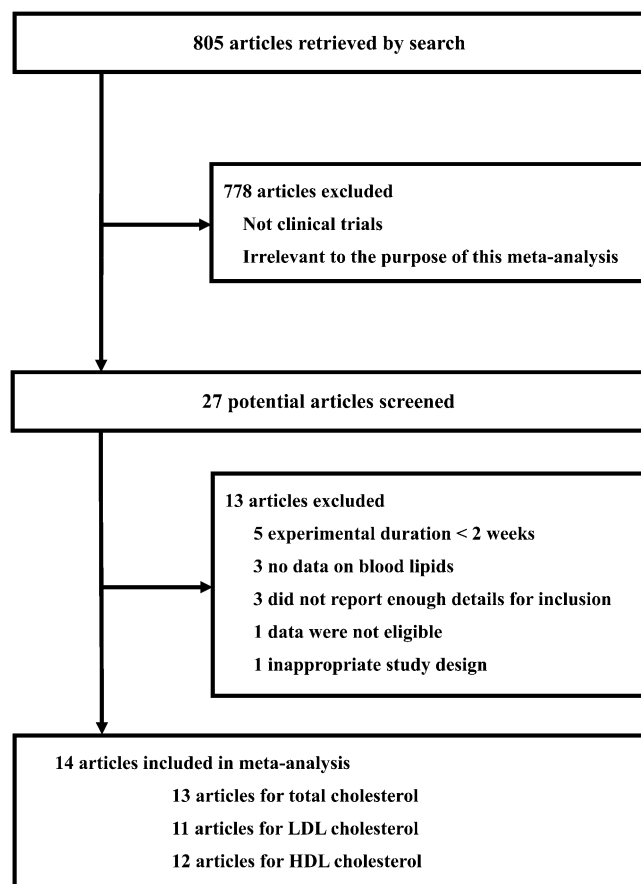 805 articles retrieved by search
778 articles excluded
Not clinical trials
Irrelevant to the purpose of this meta-analysis
27 potential articles screened
13 articles excluded
5 experimental duration < 2 weeks
3 no data on blood lipids
3 did not report enough details for inclusion
1 data were not eligible
1 inappropriate study design
14 articles included in meta-analysis
13 articles for total cholesterol
11 articles for LDL cholesterol
12 articles for HDL cholesterol